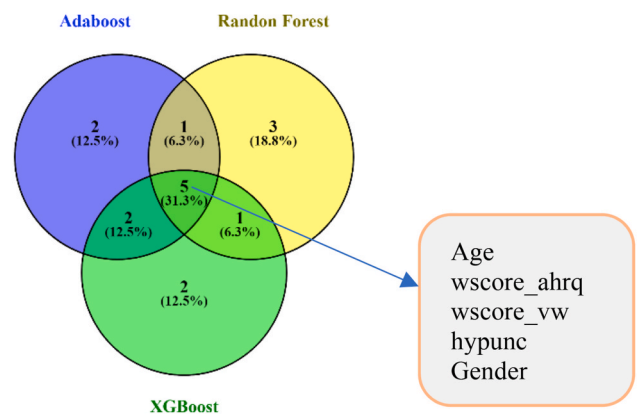 Adaboost
Randon Forest
2
(12.5%)
1
(6.3%)
3
(18.8%)
5
(31.3%)
2
(12.5%)
1
(6.3%)
2
(12.5%)
XGBoost
Age
wscore_ahrq
wscore_vw
hypunc
Gender